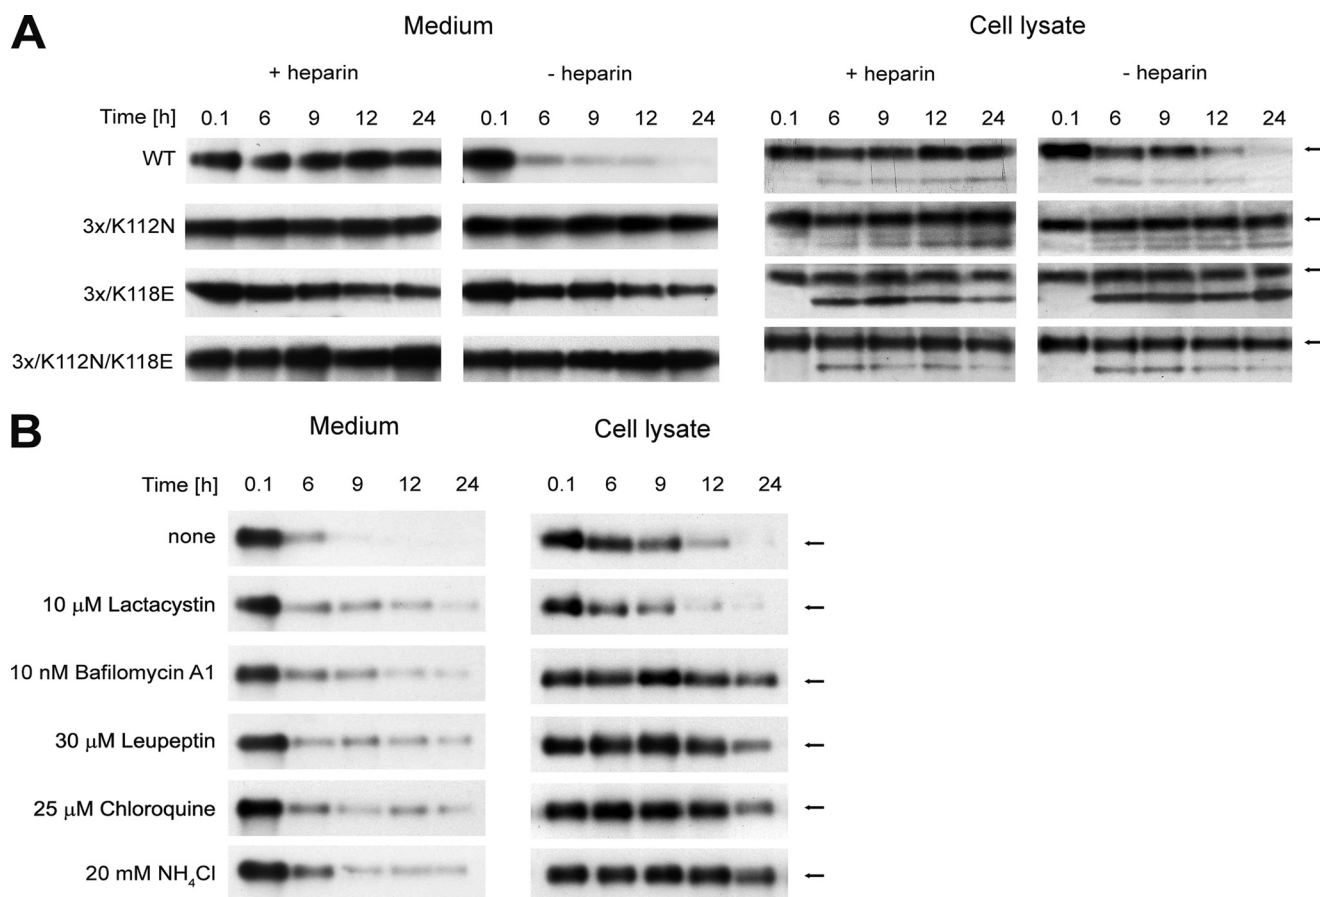 A
Medium Cell lysate
+ heparin - heparin + heparin - heparin
Time [h] 0.1 6 9 12 24 0.1 6 9 12 24 0.1 6 9 12 24 0.1 6 9 12 24
WT
3x/K112N
3x/K118E
3x/K112N/K118E
B
Medium Cell lysate
Time [h] 0.1 6 9 12 24 0.1 6 9 12 24
none
10 μM Lactacystin
10 nM Bafilomycin A1
30 μM Leupeptin
25 μM Chloroquine
20 mM NH₄Cl